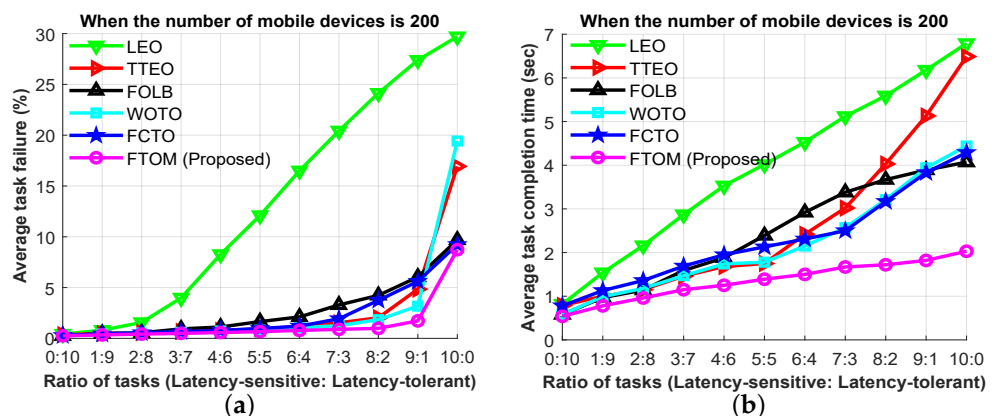 When the number of mobile devices is 200
30
25
20
15
10
5
0
Average task failure (%)
LEO
TTEO
FOLB
WOTO
FCTO
FTOM (Proposed)
0:10 1:9 2:8 3:7 4:6 5:5 6:4 7:3 8:2 9:1 10:0
Ratio of tasks (Latency-sensitive: Latency-tolerant)
(a)
When the number of mobile devices is 200
7
6
5
4
3
2
1
0
Average task completion time (sec)
LEO
TTEO
FOLB
WOTO
FCTO
FTOM (Proposed)
0:10 1:9 2:8 3:7 4:6 5:5 6:4 7:3 8:2 9:1 10:0
Ratio of tasks (Latency-sensitive: Latency-tolerant)
(b)